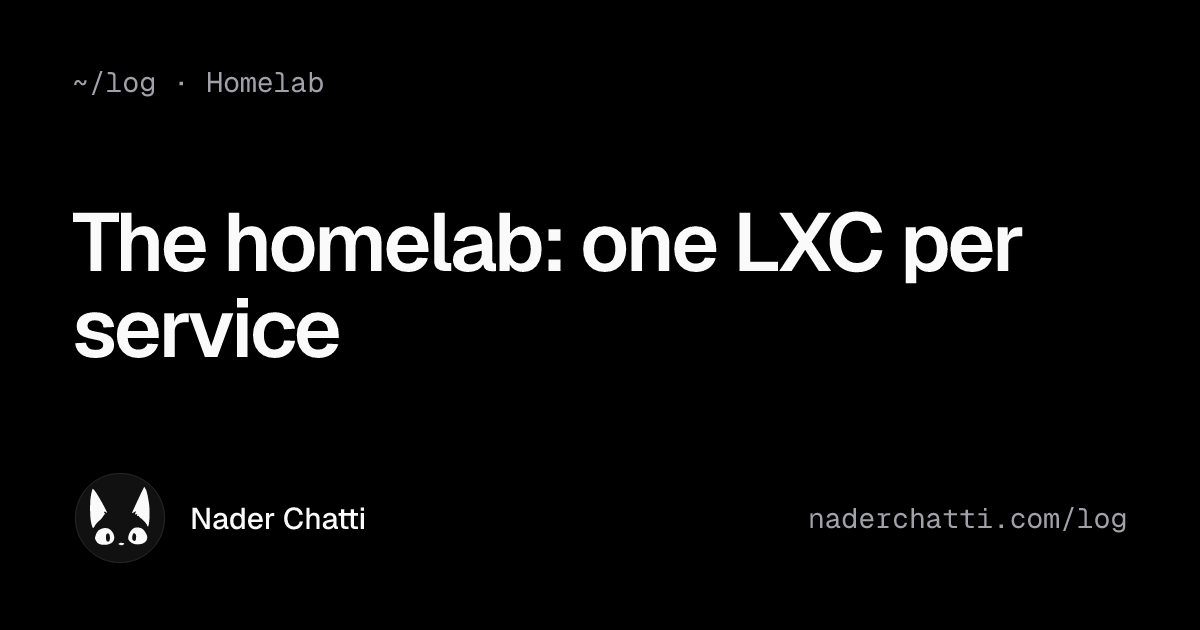 ~/log · Homelab
The homelab: one LXC per
service
Nader Chatti
naderchatti.com/log